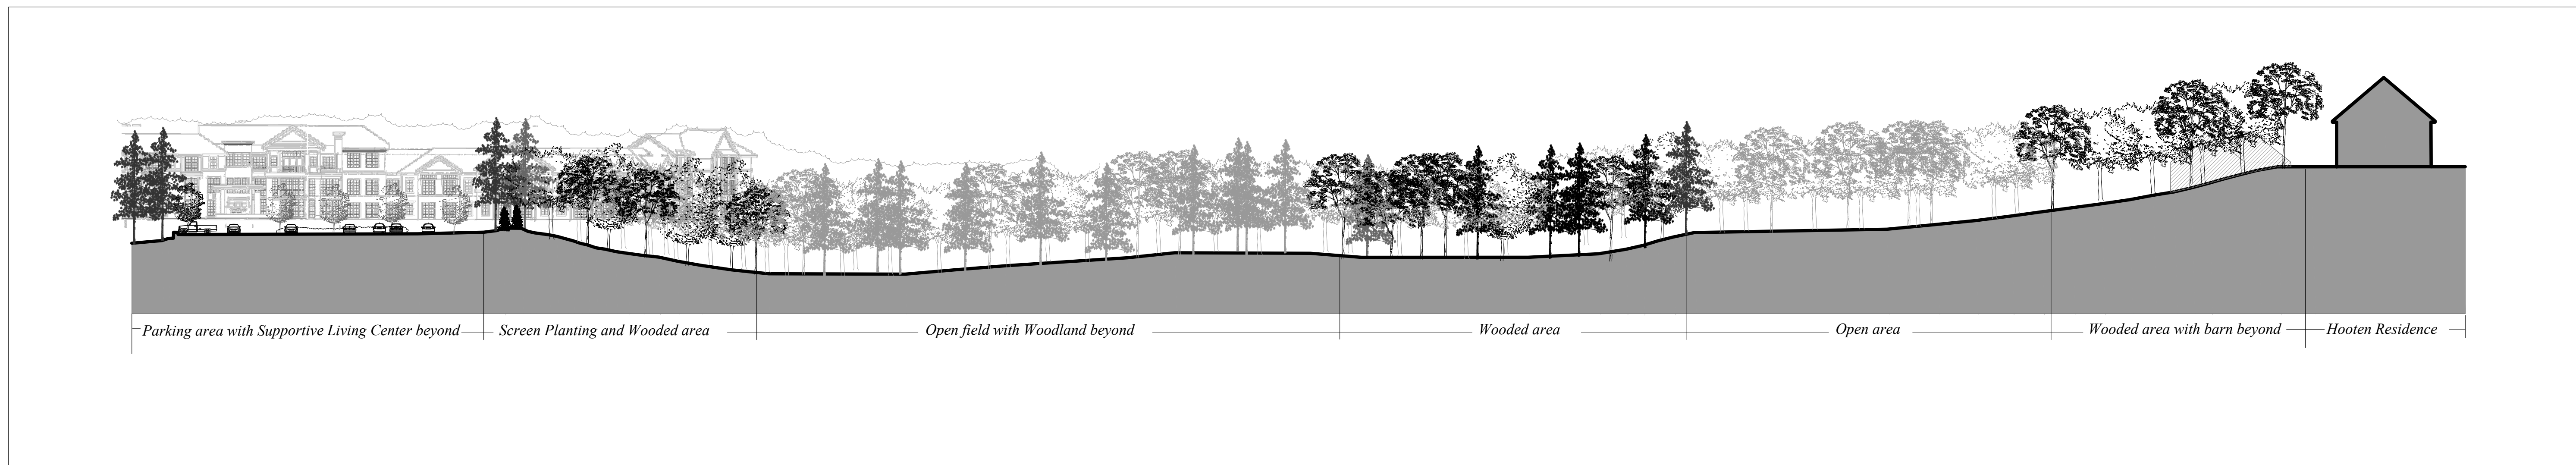 Parking area with Supportive Living Center beyond
Screen Planting and Wooded area
Open field with Woodland beyond
Wooded area
Open area
Wooded area with barn beyond
Hooten Residence